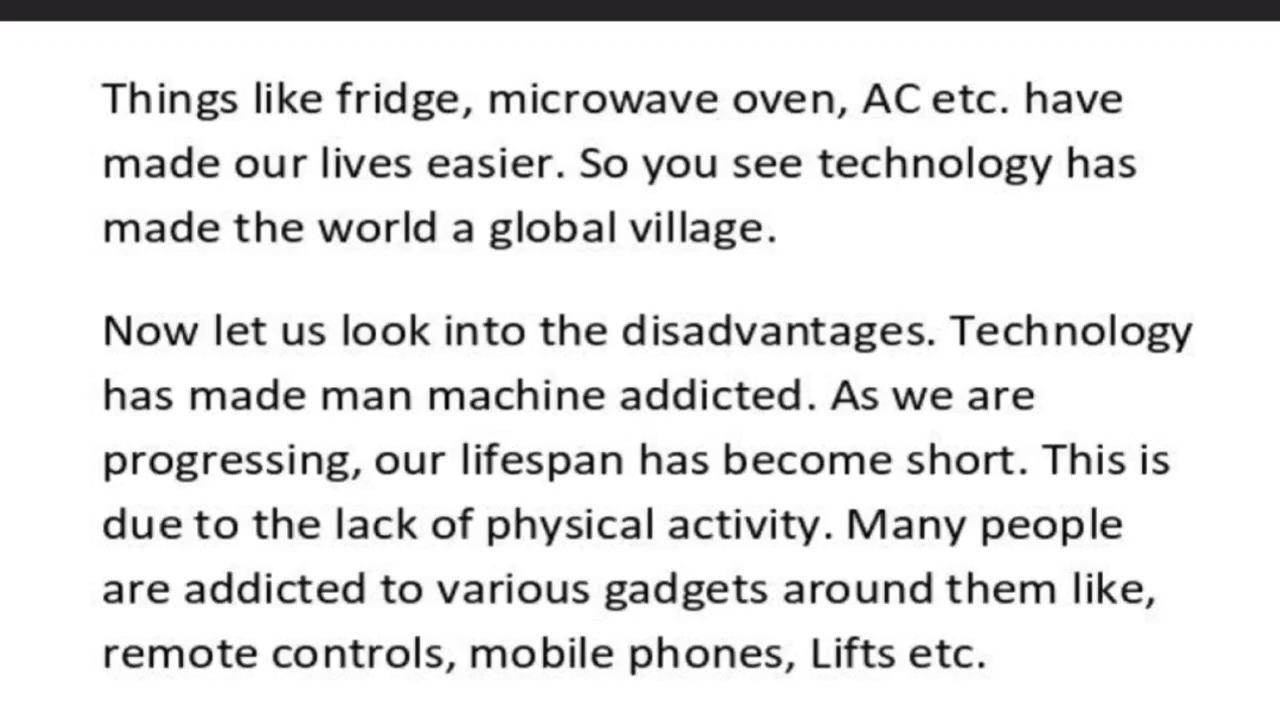 Things like fridge, microwave oven, AC etc. have
made our lives easier. So you see technology has
made the world a global village.
Now let us look into the disadvantages. Technology
has made man machine addicted. As we are
progressing, our lifespan has become short. This is
due to the lack of physical activity. Many people
are addicted to various gadgets around them like,
remote controls, mobile phones, Lifts etc.